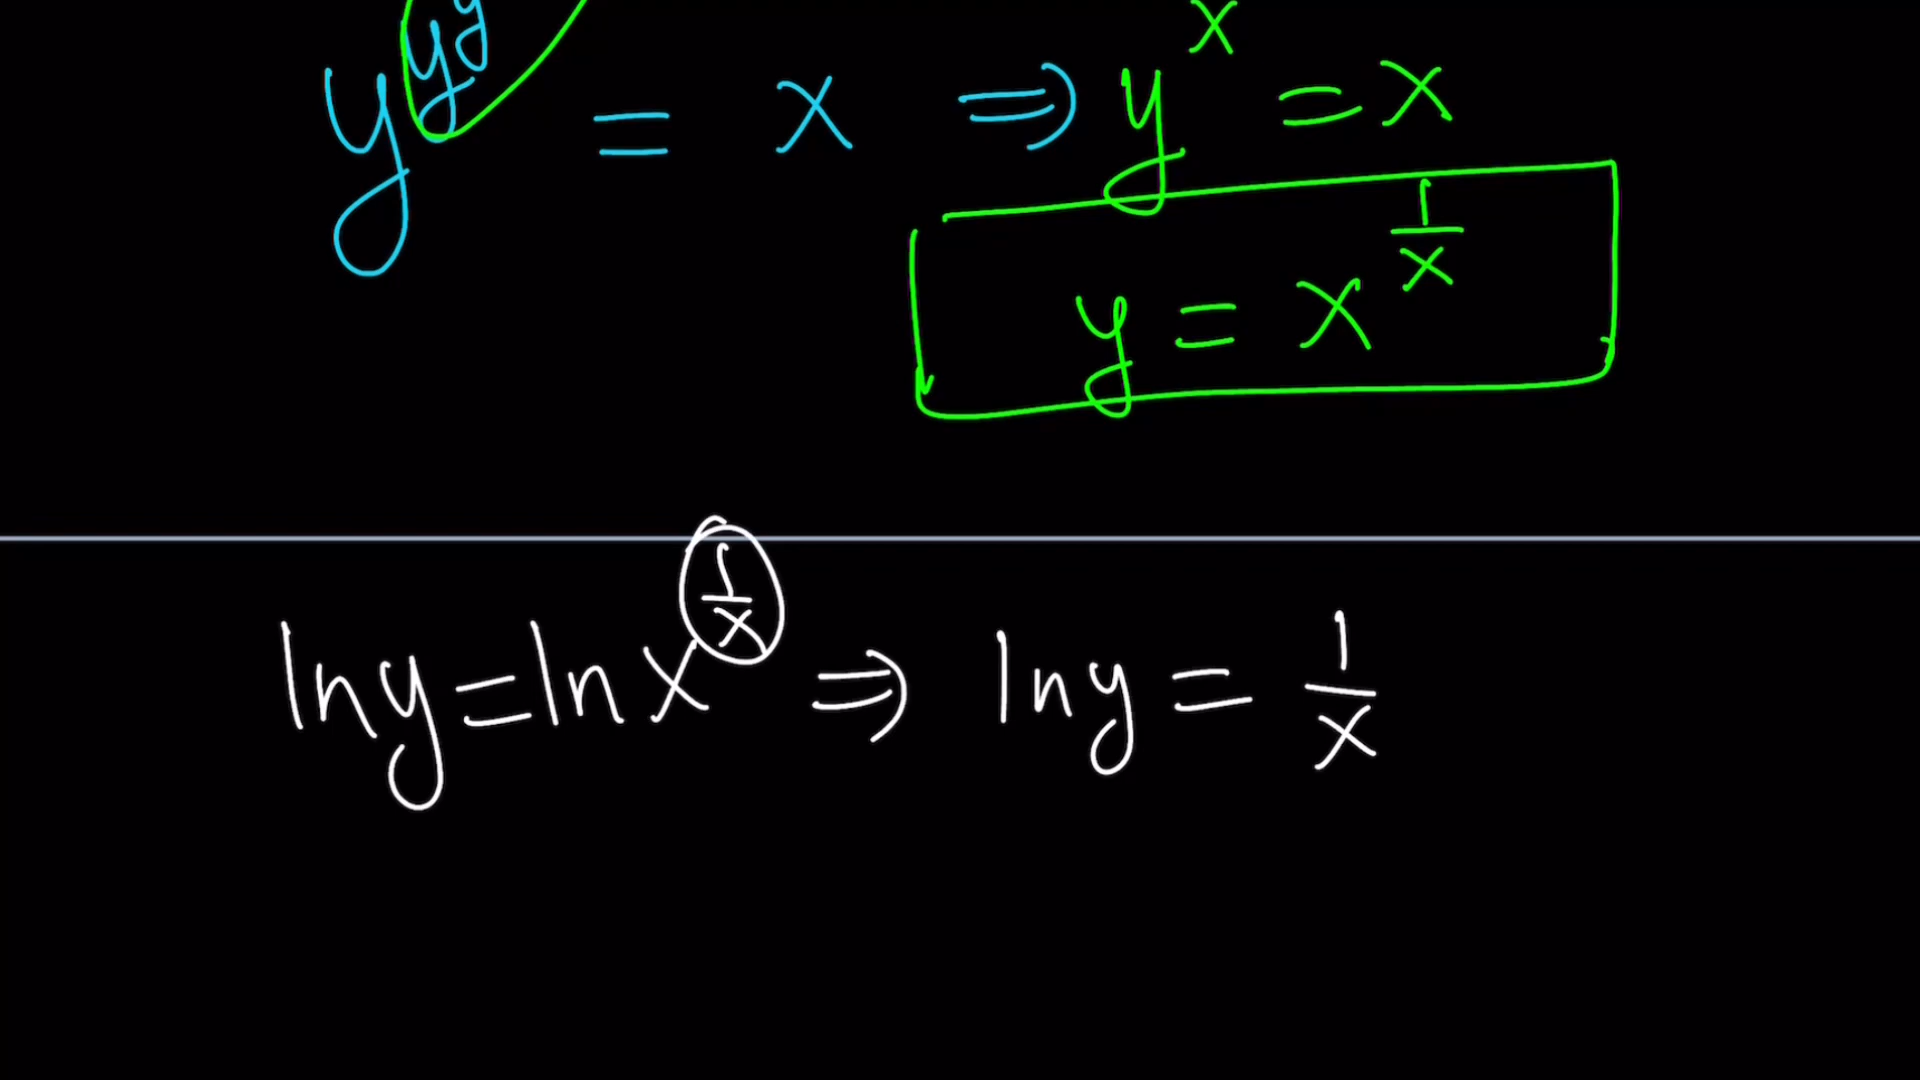 y^y^y = x ⇒ y^x = x
y = x^(1/x)
ln y = ln x^(1/x) ⇒ ln y = 1/x